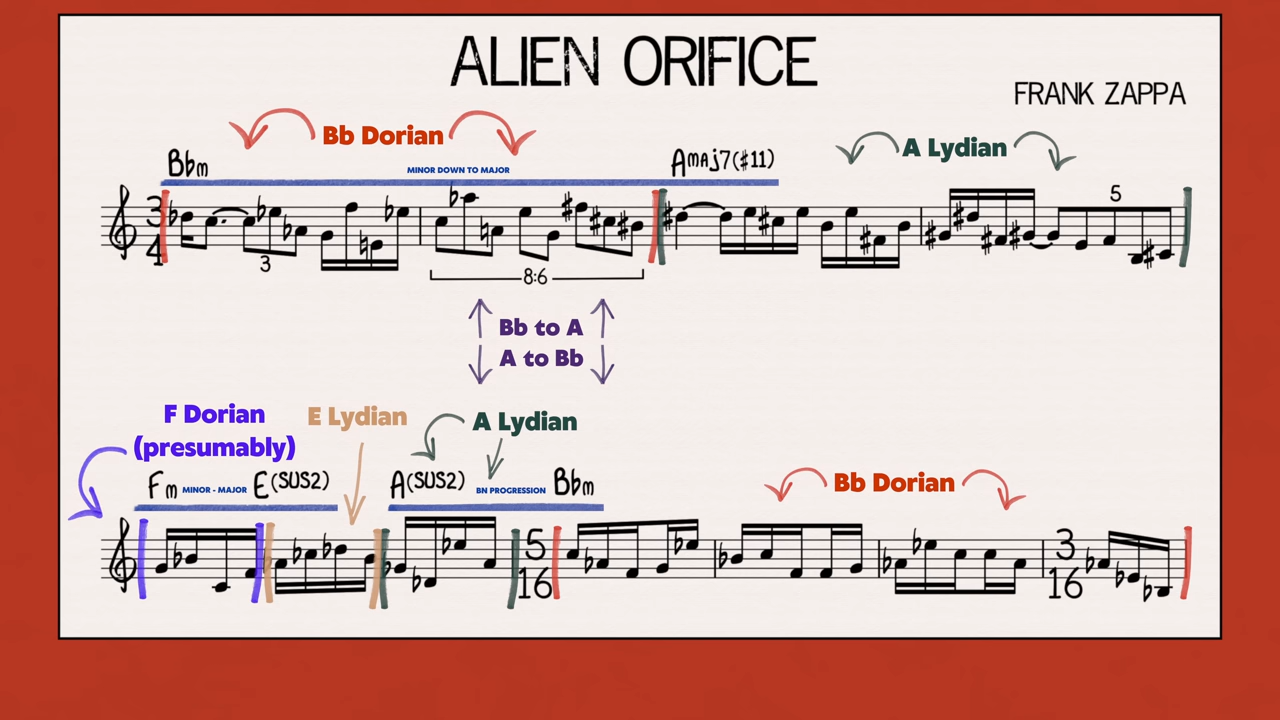 ALIEN ORIFICE
FRANK ZAPPA
Bb Dorian
A Lydian
Bbm
MINOR DOWN TO MAJOR
Amaj7(#11)
3
4
5
3
8:6
Bb to A
A to Bb
F Dorian
(presumably)
E Lydian
A Lydian
Bb Dorian
Fm MINOR - MAJOR E(SUS2)
A(SUS2) BN PROGRESSION Bbm
5
16
3
16